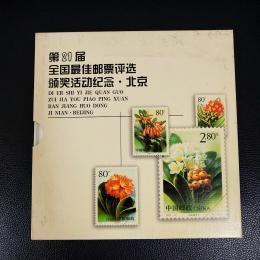 第21届
全国最佳邮票评选
颁奖活动纪念·北京
DI ER SHI YI JIE QUAN GUO
ZUI JIA YOU PIAO PING XUAN
BAN JIANG HUO DONG
JI NIAN · BEIJING
80分
80分
2.80元
80分
中国邮政 CHINA